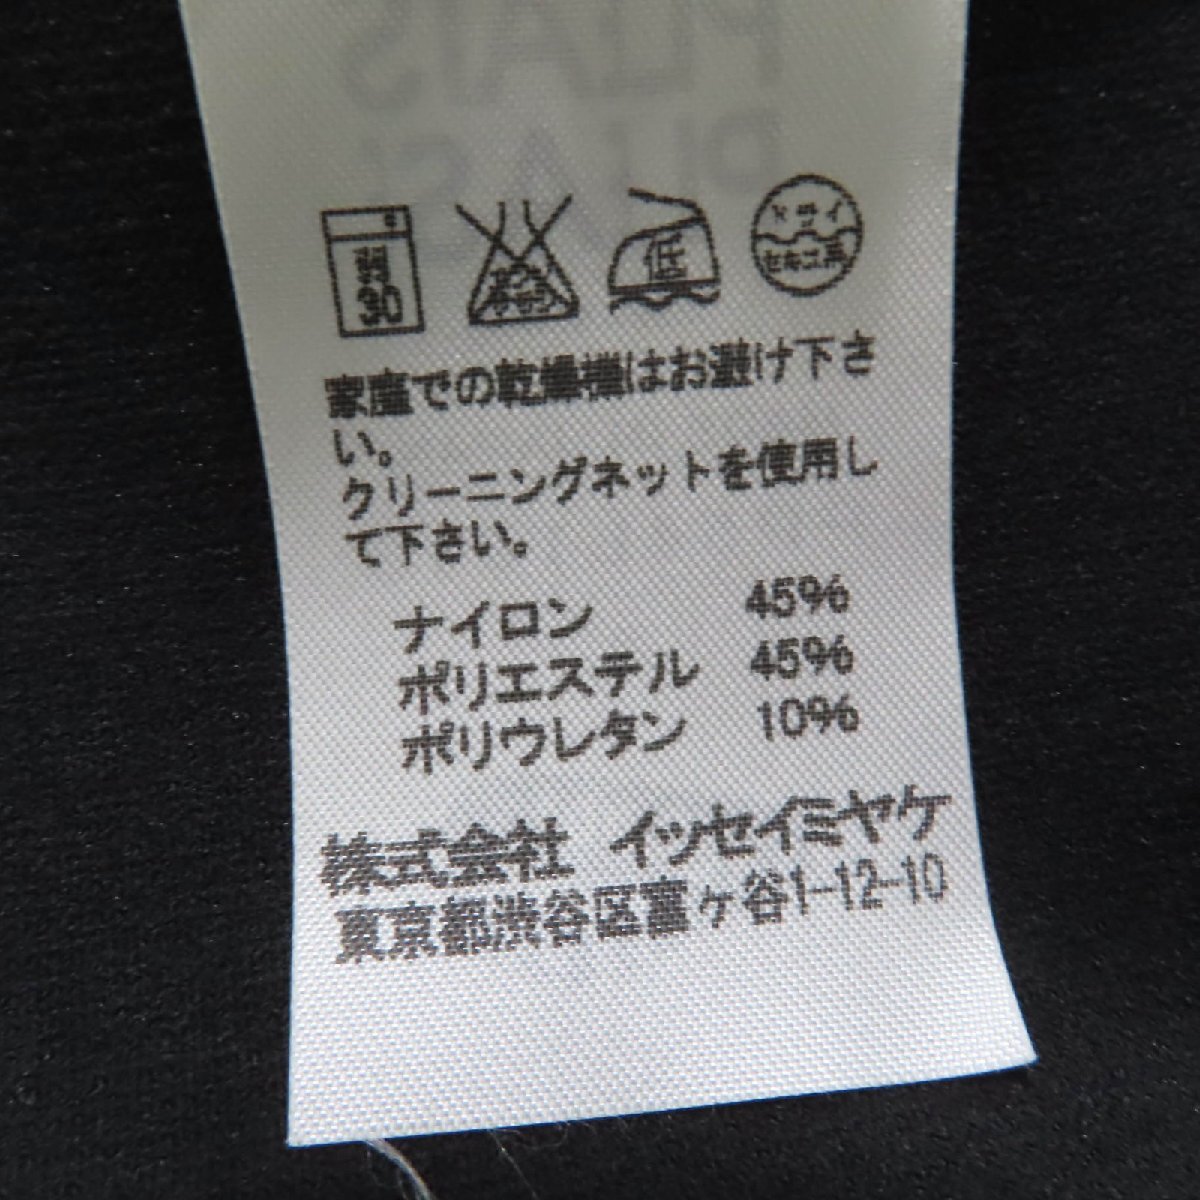 30
低
ドライ
セキユ系
家庭での乾燥機はお避け下さ
い。
クリーニングネットを使用し
て下さい。
ナイロン 45%
ポリエステル 45%
ポリウレタン 10%
株式会社 イッセイミヤケ
東京都渋谷区富ヶ谷1-12-10